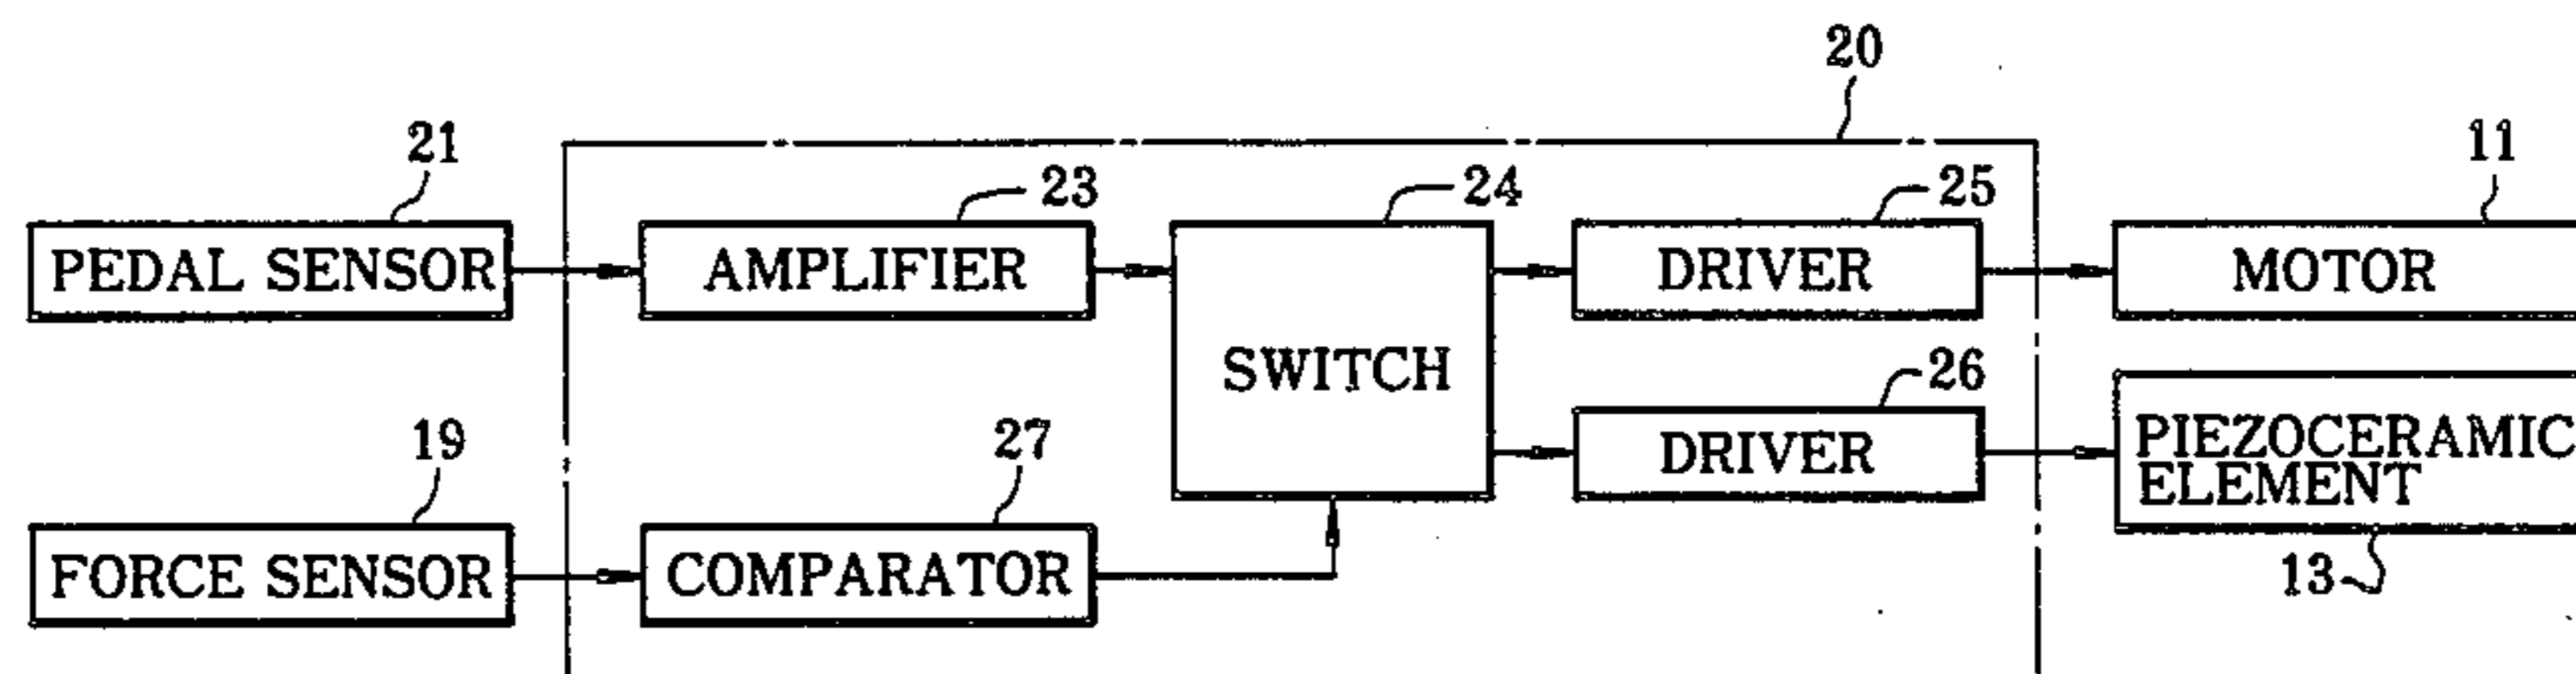 20
21
23
24
25
11
PEDAL SENSOR
AMPLIFIER
SWITCH
DRIVER
MOTOR
19
27
26
FORCE SENSOR
COMPARATOR
DRIVER
PIEZOCERAMIC
ELEMENT
13